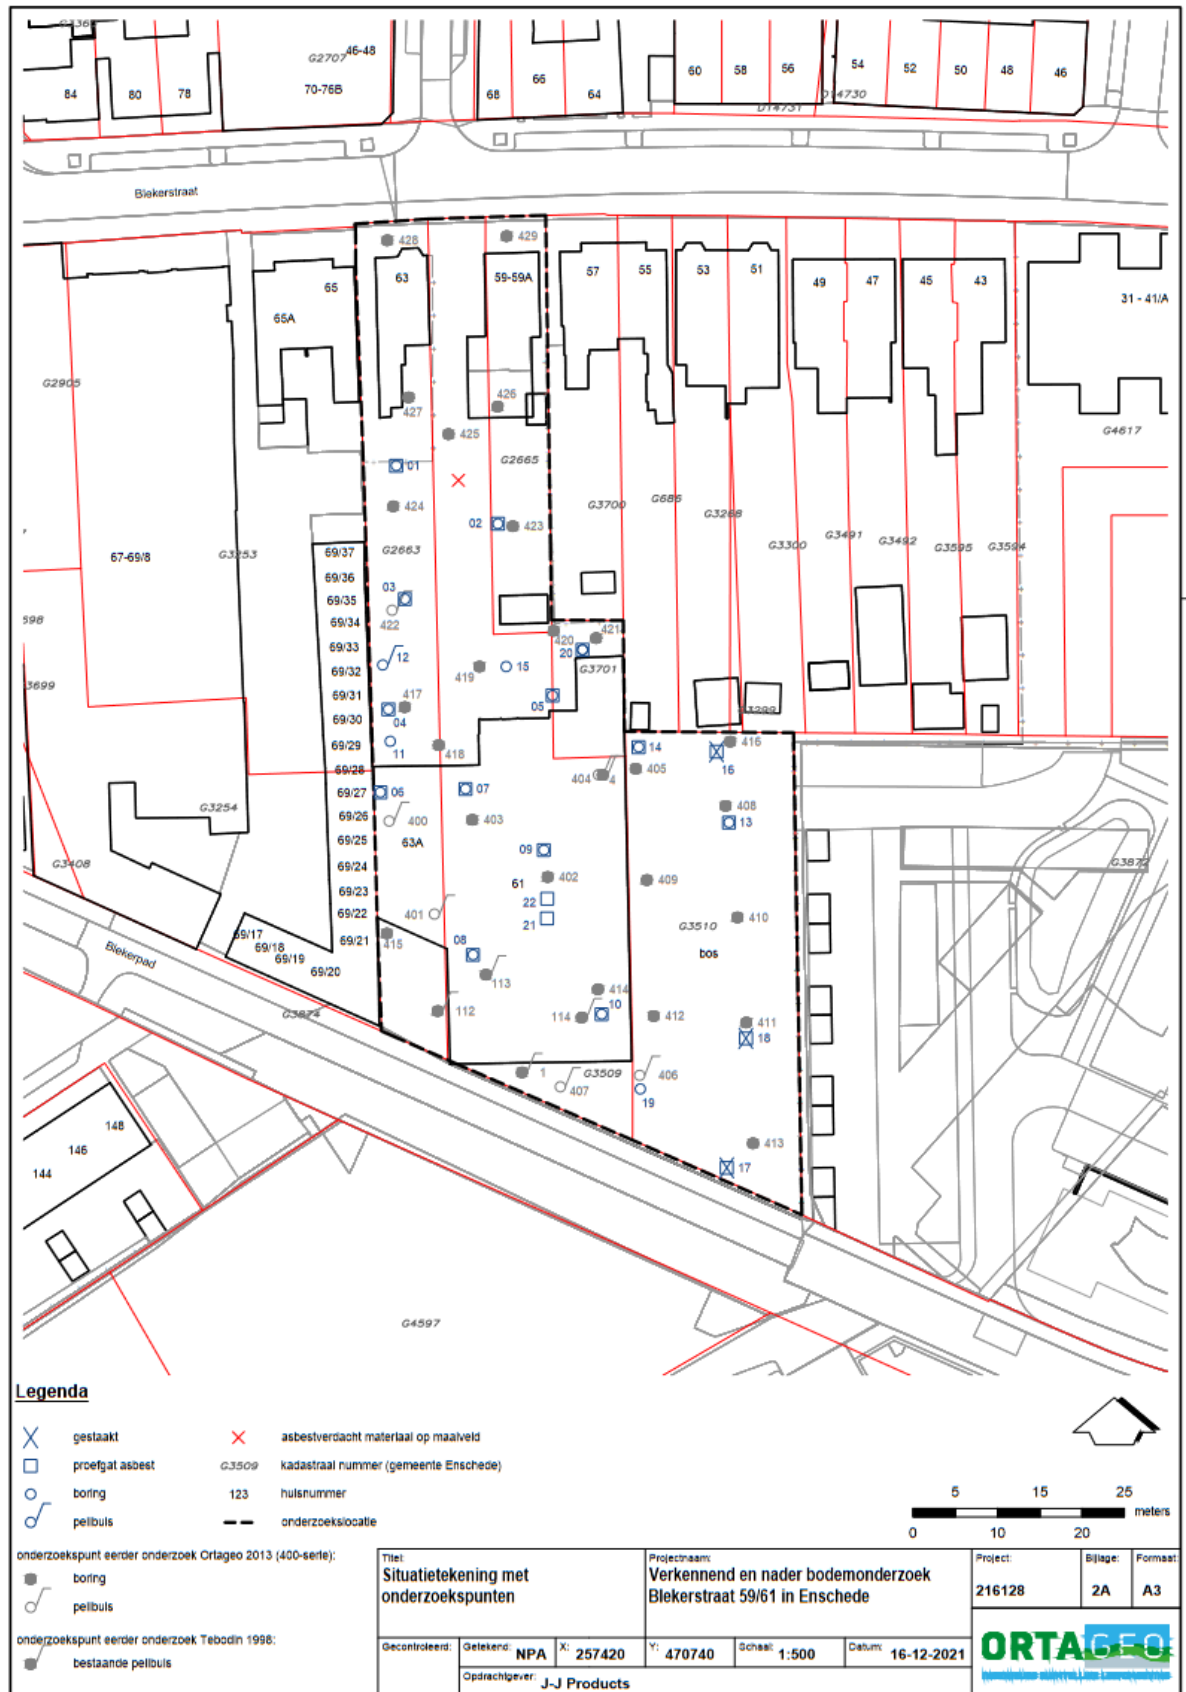 G2707
46-48
70-76B
84
80
78
68
66
64
60
58
56
54
52
50
48
46
D14731
D14730
Blekerstraat
428
429
63
59-59A
57
55
53
51
49
47
45
43
31 - 41/A
65
65A
G2905
427
426
425
G2665
G4617
01
424
02
423
G3700
G686
G3268
G3300
G3491
G3492
G3595
G3594
67-69/8
G3253
G2663
69/37
69/36
69/35
69/34
69/33
69/32
69/31
69/30
69/29
69/28
69/27
69/26
69/25
69/24
69/23
69/22
69/21
03
422
12
420
421
20
419
15
G3701
3699
417
04
05
11
418
G3299
14
416
16
404
4
405
06
07
408
13
G3254
400
403
63A
09
G3408
G3872
402
61
409
22
21
401
410
G3510
bos
415
08
69/17
69/18
69/19
69/20
Blekerpad
113
414
10
G3874
112
114
412
411
18
1
G3509
407
406
19
148
146
144
413
17
G4597
Legenda
gestaakt
asbestverdacht materiaal op maaiveld
proefgat asbest
G3509 kadastraal nummer (gemeente Enschede)
boring
123 huisnummer
peilbuis
onderzoekslocatie
5 15 25
meters
0 10 20
onderzoekspunt eerder onderzoek Ortageo 2013 (400-serie):
boring
peilbuis
onderzoekspunt eerder onderzoek Tebodin 1998:
bestaande peilbuis
Titel:
Situatietekening met
onderzoekspunten
Projectnaam:
Verkennend en nader bodemonderzoek
Blekerstraat 59/61 in Enschede
Project:
216128
Bijlage:
2A
Formaat:
A3
Gecontroleerd:
Getekend: NPA
X: 257420
Y: 470740
Schaal: 1:500
Datum: 16-12-2021
Opdrachtgever: J-J Products
ORTAGEO